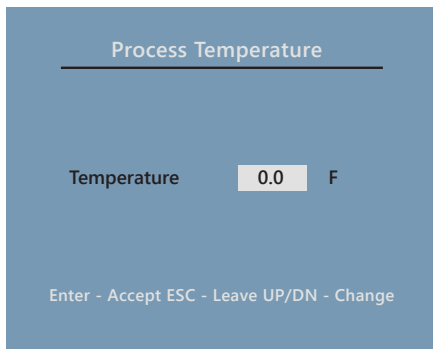 Process Temperature
Temperature 0.0 F
Enter - Accept ESC - Leave UP/DN - Change